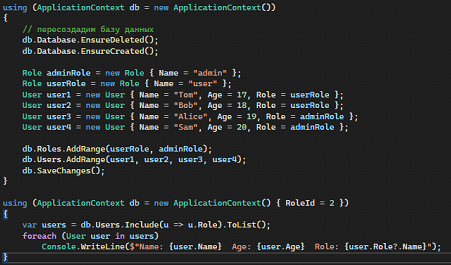 using (ApplicationContext db = new ApplicationContext())
{
// пересоздадим базу данных
db.Database.EnsureDeleted();
db.Database.EnsureCreated();
Role adminRole = new Role { Name = "admin" };
Role userRole = new Role { Name = "user" };
User user1 = new User { Name = "Tom", Age = 17, Role = userRole };
User user2 = new User { Name = "Bob", Age = 18, Role = userRole };
User user3 = new User { Name = "Alice", Age = 19, Role = adminRole };
User user4 = new User { Name = "Sam", Age = 20, Role = adminRole };
db.Roles.AddRange(userRole, adminRole);
db.Users.AddRange(user1, user2, user3, user4);
db.SaveChanges();
}
using (ApplicationContext db = new ApplicationContext() { RoleId = 2 })
{
var users = db.Users.Include(u => u.Role).ToList();
foreach (User user in users)
Console.WriteLine($"Name: {user.Name}  Age: {user.Age}  Role: {user.Role?.Name}");
}